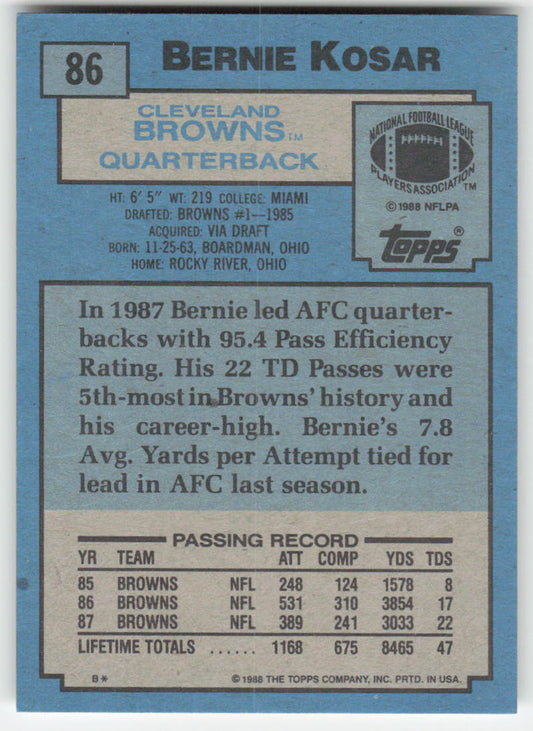 86
BERNIE KOSAR
CLEVELAND
BROWNS™
QUARTERBACK
NATIONAL FOOTBALL LEAGUE
PLAYERS ASSOCIATION™
©1988 NFLPA
topps®
HT: 6' 5" WT: 219 COLLEGE: MIAMI
DRAFTED: BROWNS #1—1985
ACQUIRED: VIA DRAFT
BORN: 11-25-63, BOARDMAN, OHIO
HOME: ROCKY RIVER, OHIO
In 1987 Bernie led AFC quarter-
backs with 95.4 Pass Efficiency
Rating. His 22 TD Passes were
5th-most in Browns' history and
his career-high. Bernie's 7.8
Avg. Yards per Attempt tied for
lead in AFC last season.
PASSING RECORD
YR TEAM ATT COMP YDS TDS
85 BROWNS NFL 248 124 1578 8
86 BROWNS NFL 531 310 3854 17
87 BROWNS NFL 389 241 3033 22
LIFETIME TOTALS ...... 1168 675 8465 47
B* ©1988 THE TOPPS COMPANY, INC. PRTD. IN USA.